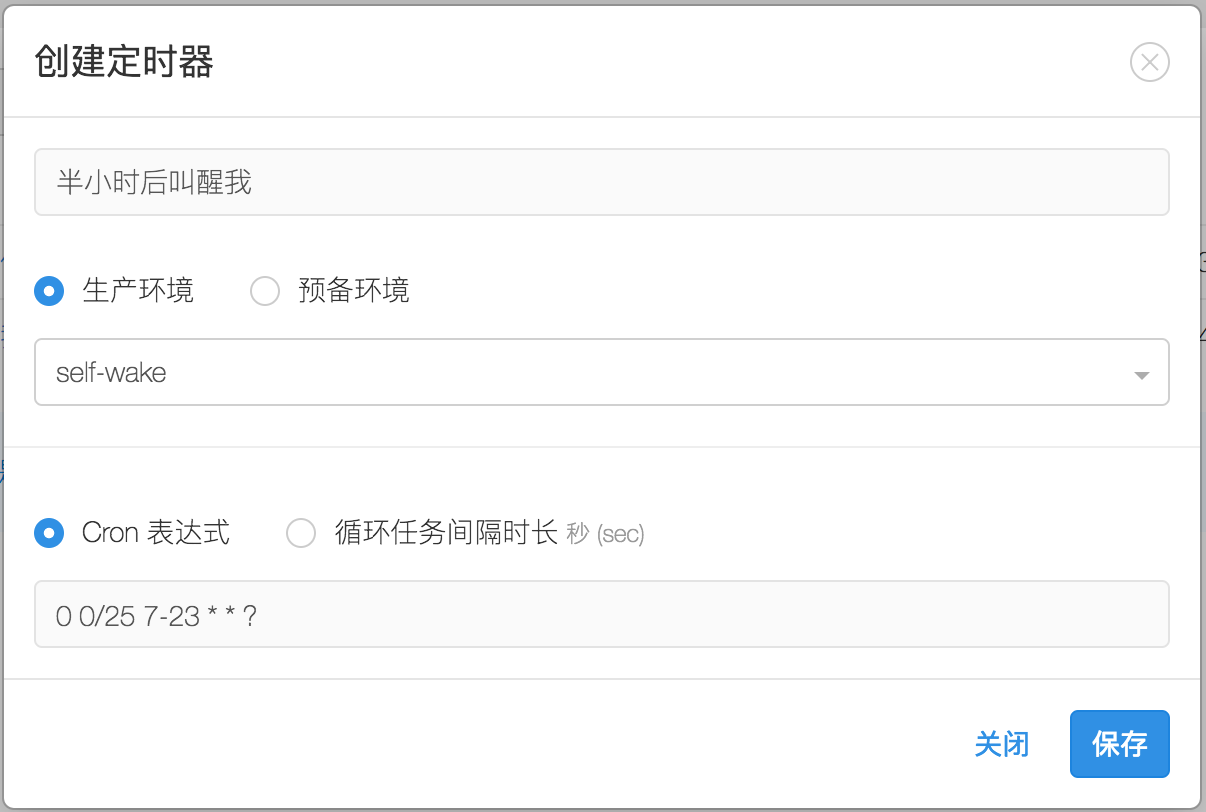 创建定时器
半小时后叫醒我
生产环境 预备环境
self-wake
Cron 表达式 循环任务间隔时长 秒 (sec)
0 0/25 7-23 * * ?
关闭 保存